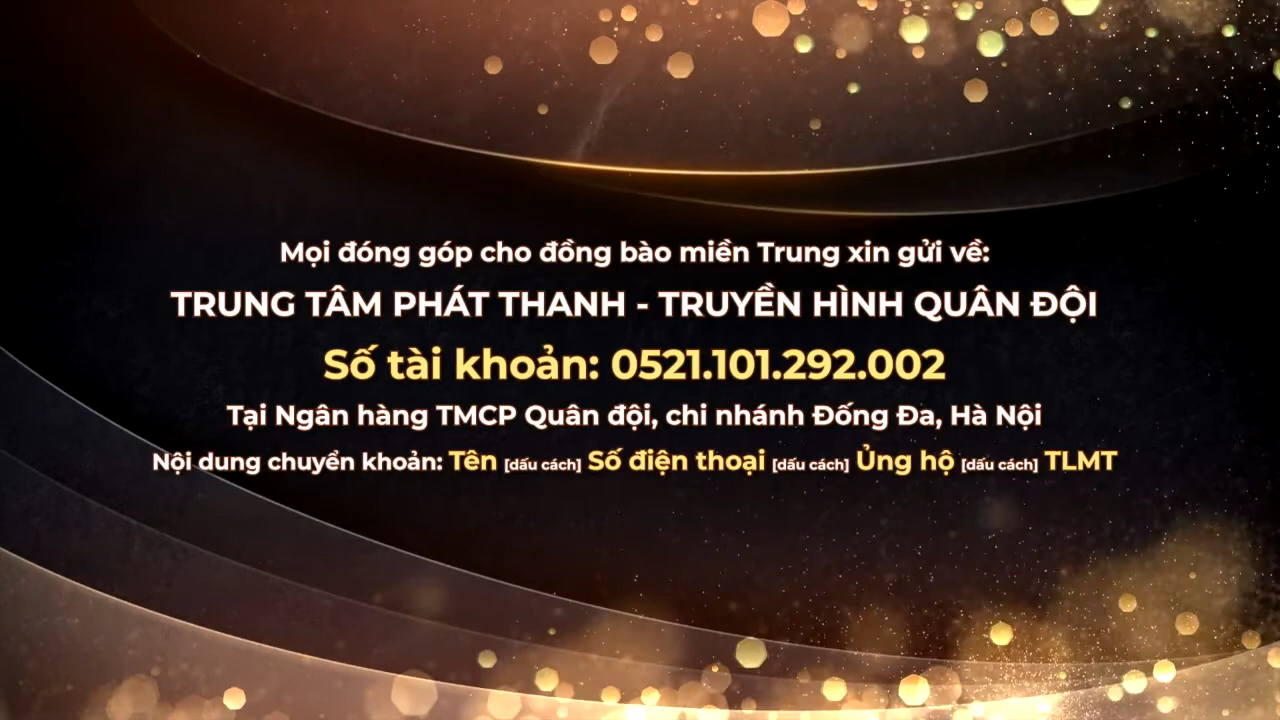 Mọi đóng góp cho đồng bào miền Trung xin gửi về:
TRUNG TÂM PHÁT THANH - TRUYỀN HÌNH QUÂN ĐỘI
Số tài khoản: 0521.101.292.002
Tại Ngân hàng TMCP Quân đội, chi nhánh Đống Đa, Hà Nội
Nội dung chuyển khoản: Tên [dấu cách] Số điện thoại [dấu cách] Ủng hộ [dấu cách] TLMT